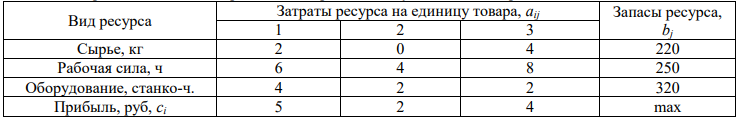 Вид ресурса Затраты ресурса на единицу товара, aij Запасы ресурса, bj
1 2 3
Сырье, кг 2 0 4 220
Рабочая сила, ч 6 4 8 250
Оборудование, станко-ч. 4 2 2 320
Прибыль, руб, ci 5 2 4 max